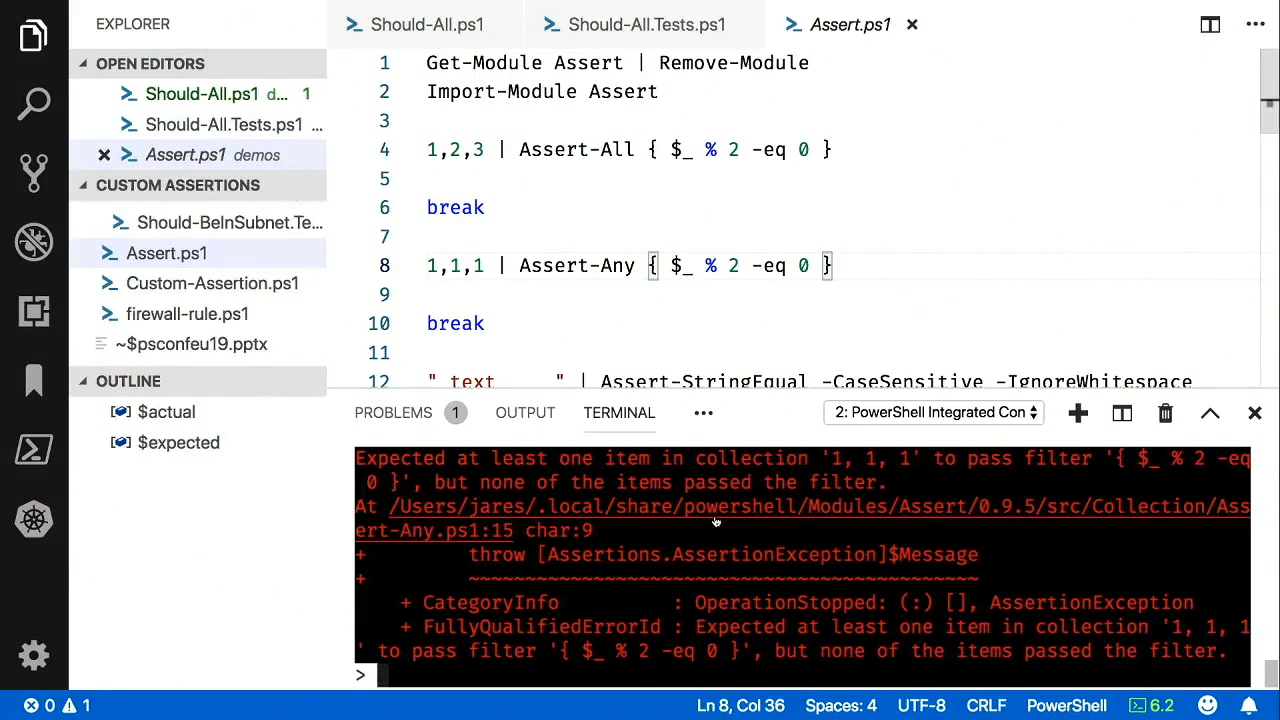 EXPLORER
OPEN EDITORS
Should-All.ps1 d... 1
Should-All.Tests.ps1 ...
Assert.ps1 demos
CUSTOM ASSERTIONS
Should-BeInSubnet.Te...
Assert.ps1
Custom-Assertion.ps1
firewall-rule.ps1
~$psconfeu19.pptx
OUTLINE
$actual
$expected
Should-All.ps1 Should-All.Tests.ps1 Assert.ps1
1 Get-Module Assert | Remove-Module
2 Import-Module Assert
3
4 1,2,3 | Assert-All { $_ % 2 -eq 0 }
5
6 break
7
8 1,1,1 | Assert-Any { $_ % 2 -eq 0 }
9
10 break
11
12 " text " | Assert-StringEqual -CaseSensitive -IgnoreWhitespace
PROBLEMS 1 OUTPUT TERMINAL ... 2: PowerShell Integrated Con
Expected at least one item in collection '1, 1, 1' to pass filter '{ $_ % 2 -eq
0 }', but none of the items passed the filter.
At /Users/jares/.local/share/powershell/Modules/Assert/0.9.5/src/Collection/Ass
ert-Any.ps1:15 char:9
+ throw [Assertions.AssertionException]$Message
+ ~~~~~~~~~~~~~~~~~~~~~~~~~~~~~~~~~~~~~~~~~~
+ CategoryInfo : OperationStopped: (:) [], AssertionException
+ FullyQualifiedErrorId : Expected at least one item in collection '1, 1, 1
' to pass filter '{ $_ % 2 -eq 0 }', but none of the items passed the filter.
>
0 1 Ln 8, Col 36 Spaces: 4 UTF-8 CRLF PowerShell 6.2